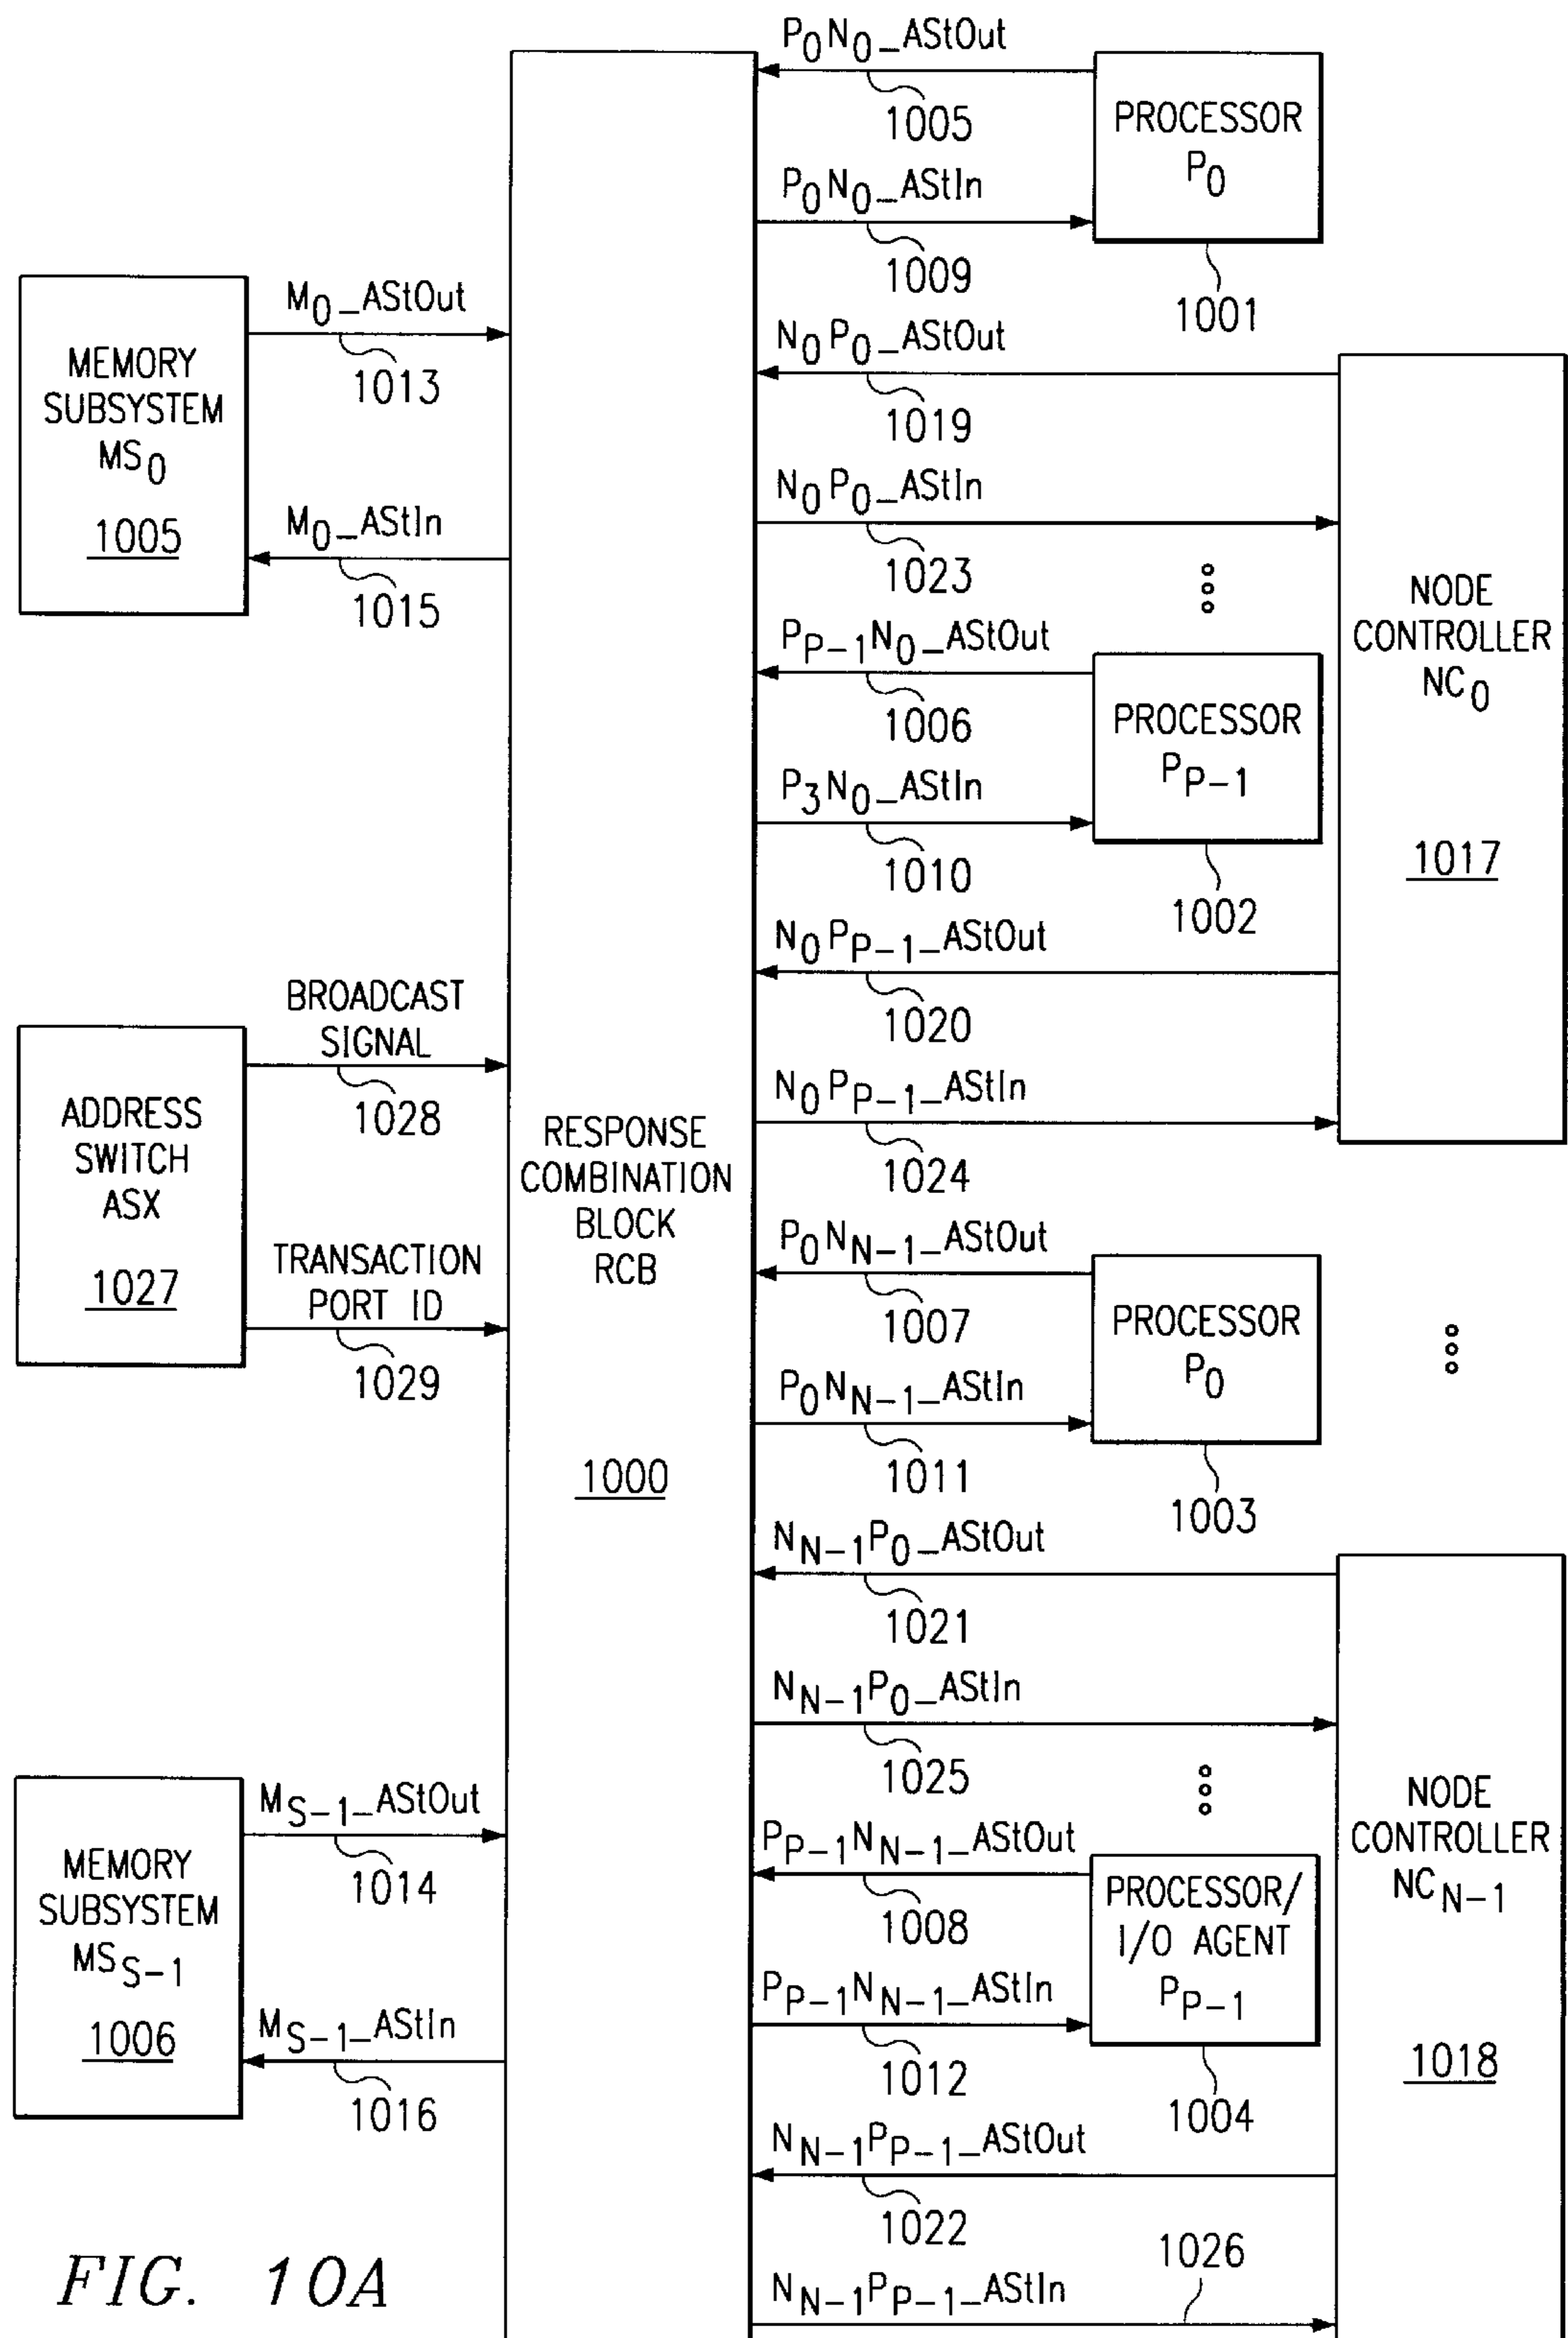 P0N0_AStOut
1005
PROCESSOR
P0
P0N0_AStIn
1009
1001
M0_AStOut
1013
MEMORY
SUBSYSTEM
MS0
1005
M0_AStIn
1015
N0P0_AStOut
1019
N0P0_AStIn
1023
NODE
CONTROLLER
NC0
1017
PP-1N0_AStOut
1006
PROCESSOR
PP-1
P3N0_AStIn
1010
1002
N0PP-1_AStOut
1020
N0PP-1_AStIn
1024
BROADCAST
SIGNAL
1028
ADDRESS
SWITCH
ASX
1027
TRANSACTION
PORT ID
1029
RESPONSE
COMBINATION
BLOCK
RCB
1000
P0NN-1_AStOut
1007
PROCESSOR
P0
P0NN-1_AStIn
1011
1003
NN-1P0_AStOut
1021
NN-1P0_AStIn
1025
NODE
CONTROLLER
NCN-1
1018
MS-1_AStOut
1014
MEMORY
SUBSYSTEM
MSS-1
1006
MS-1_AStIn
1016
PP-1NN-1_AStOut
1008
PROCESSOR/
I/O AGENT
PP-1
PP-1NN-1_AStIn
1012
1004
NN-1PP-1_AStOut
1022
1026
NN-1PP-1_AStIn
FIG. 10A